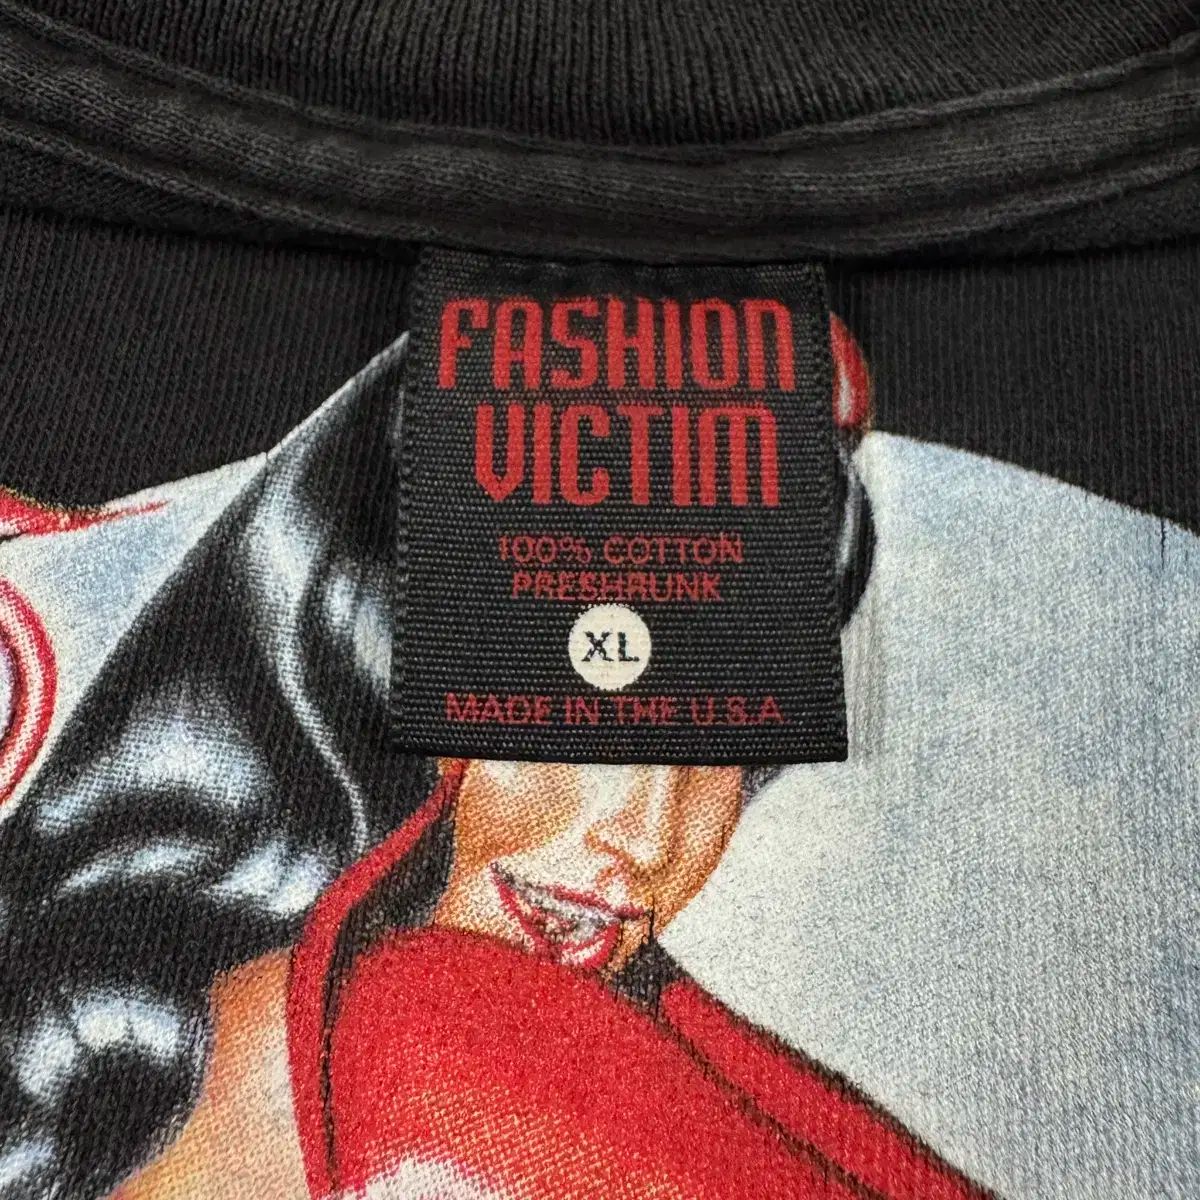 FASHION
VICTIM
100% COTTON
PRESHRUNK
XL
MADE IN THE U.S.A